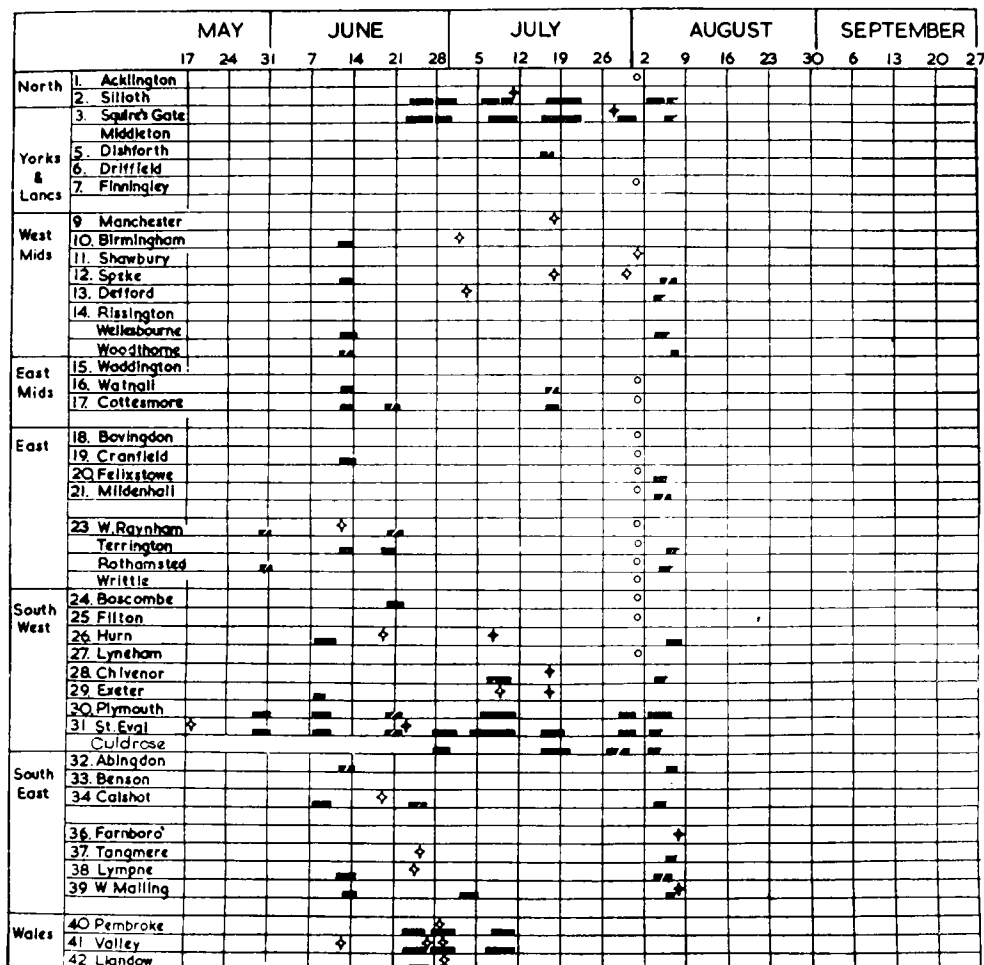 MAY JUNE JULY AUGUST SEPTEMBER
17 24 31 7 14 21 28 5 12 19 26 2 9 16 23 30 6 13 20 27
North
1. Acklington
2. Silloth
3. Squire's Gate
Middleton
Yorks & Lancs
5. Dishforth
6. Driffield
7. Finningley
West Mids
9 Manchester
10. Birmingham
11. Shawbury
12. Speke
13. Defford
14. Rissington
Wellesbourne
Woodthorne
East Mids
15. Waddington
16. Watnall
17. Cottesmore
East
18. Bovingdon
19. Cranfield
20. Felixstowe
21. Mildenhall
23 W. Raynham
Terrington
Rothamsted
Writtle
South West
24. Boscombe
25 Filton
26. Hurn
27. Lyneham
28. Chivenor
29. Exeter
30. Plymouth
31 St. Eval
Culdrose
South East
32. Abingdon
33. Benson
34 Calshot
36. Farnboro'
37. Tangmere
38 Lympne
39 W Malling
Wales
40 Pembroke
41 Valley
42 Llandow